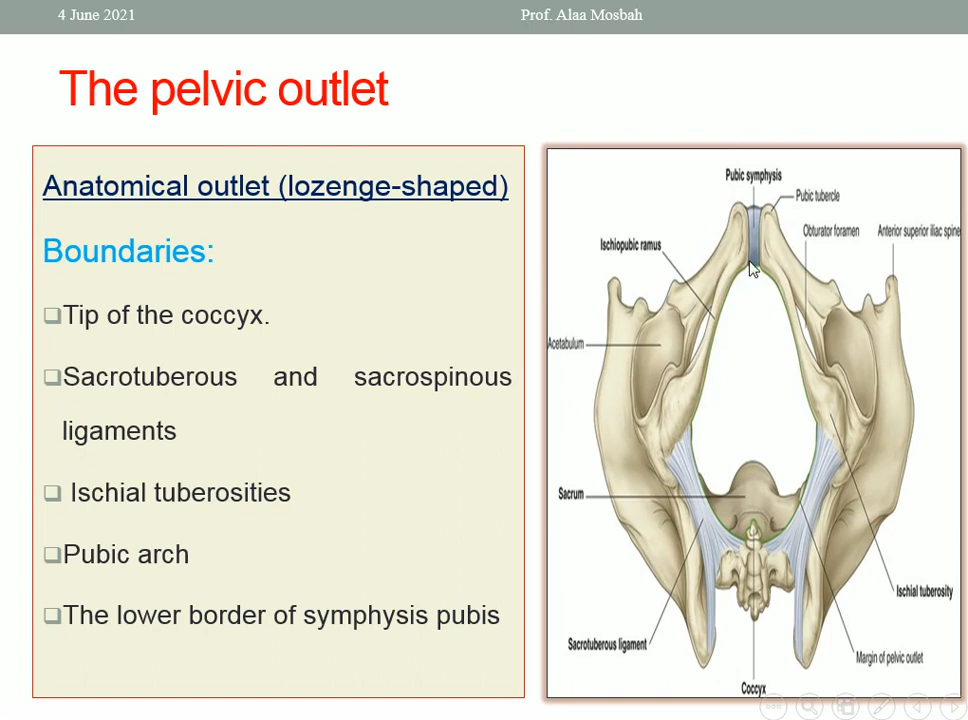 4 June 2021
Prof. Alaa Mosbah
The pelvic outlet
Anatomical outlet (lozenge-shaped)
Boundaries:
Tip of the coccyx.
Sacrotuberous and sacrospinous
ligaments
Ischial tuberosities
Pubic arch
The lower border of symphysis pubis
Pubic symphysis
Pubic tubercle
Obturator foramen
Anterior superior iliac spine
Ischiopubic ramus
Acetabulum
Sacrum
Ischial tuberosity
Sacrotuberous ligament
Margin of pelvic outlet
Coccyx